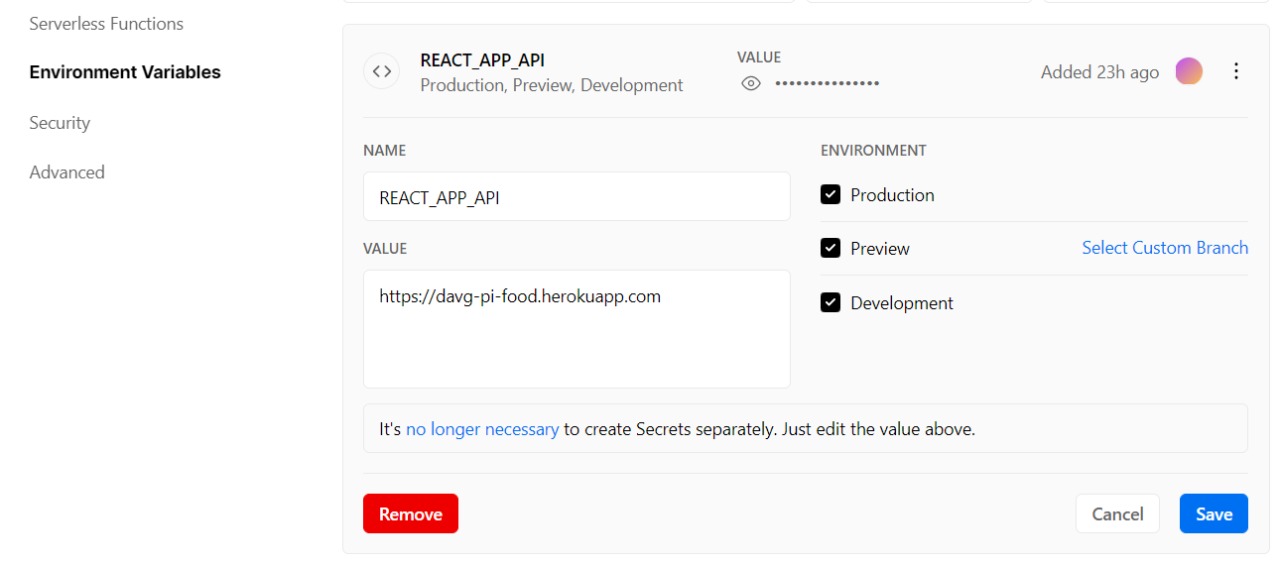 Serverless Functions
Environment Variables
Security
Advanced
REACT_APP_API
Production, Preview, Development
VALUE
Added 23h ago
NAME
REACT_APP_API
VALUE
https://davg-pi-food.herokuapp.com
ENVIRONMENT
Production
Preview
Select Custom Branch
Development
It's no longer necessary to create Secrets separately. Just edit the value above.
Remove
Cancel
Save